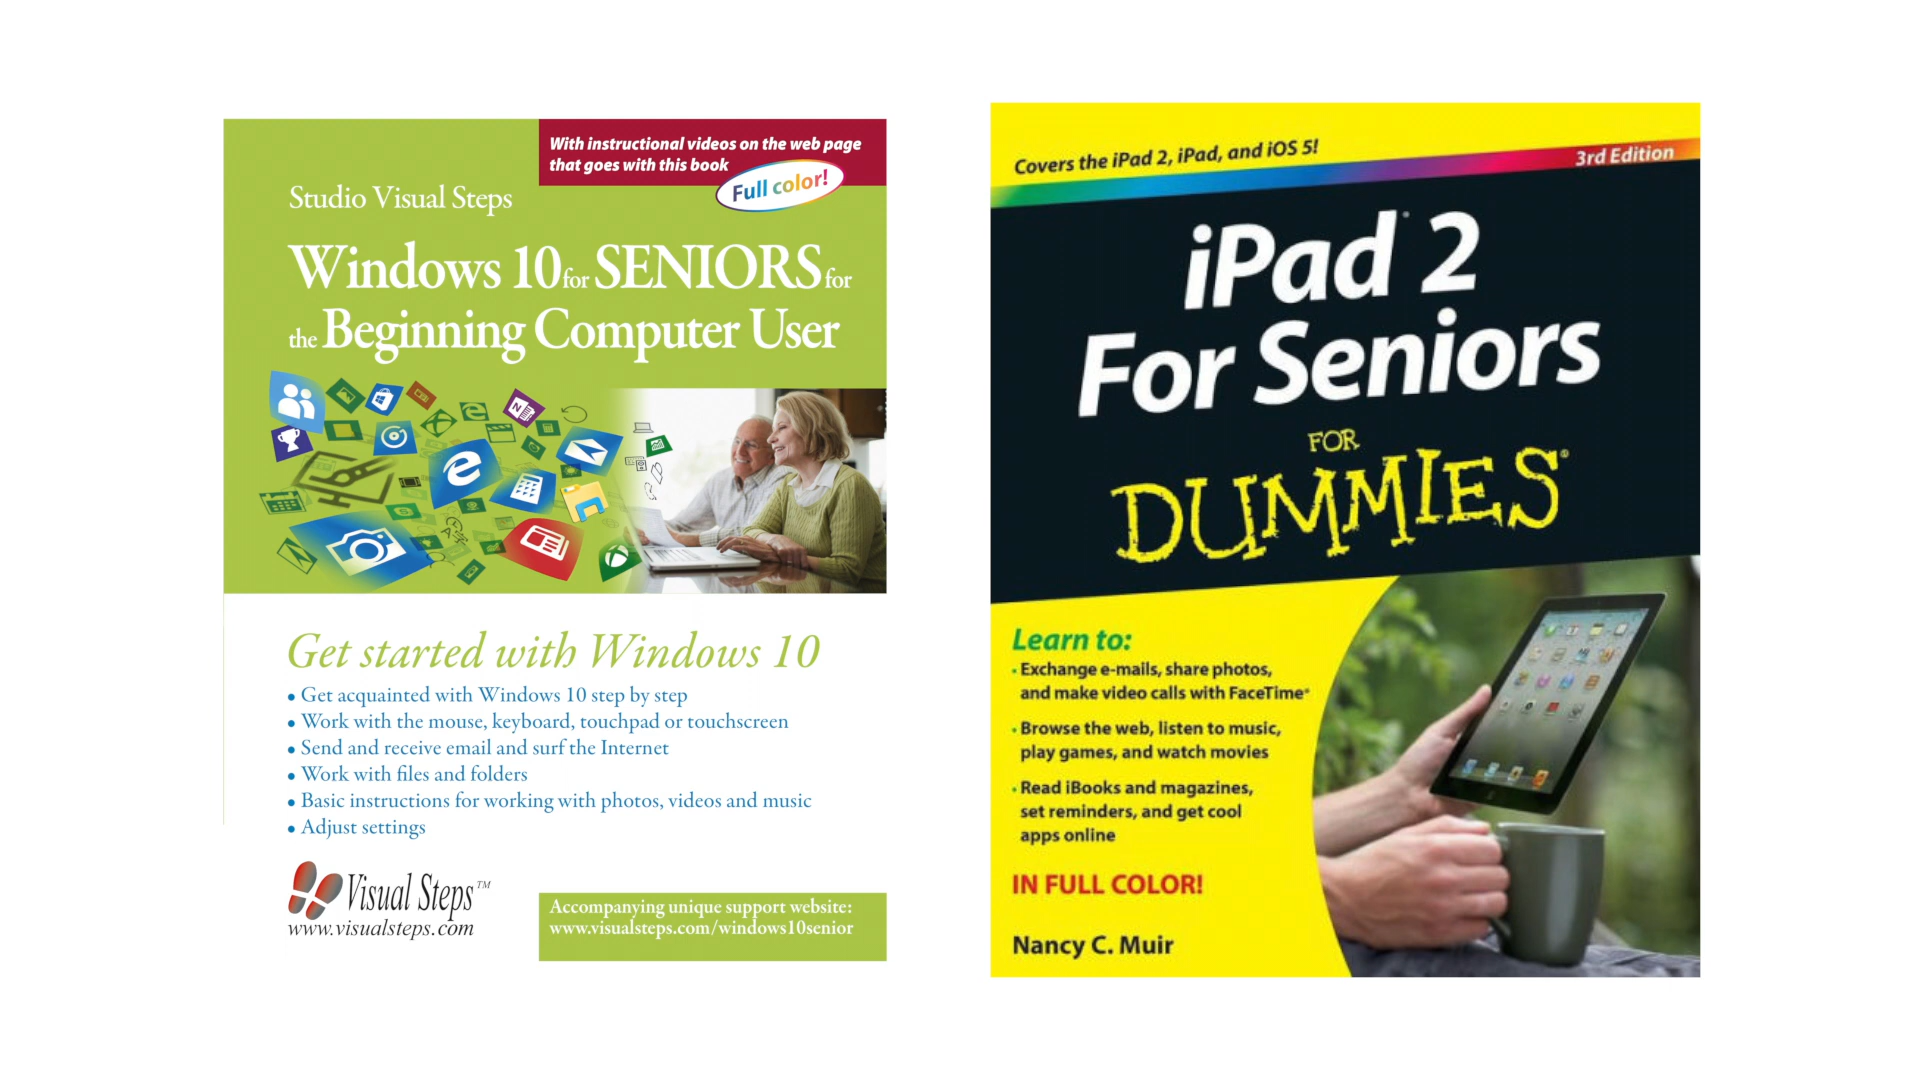 With instructional videos on the web page
that goes with this book
Full color!
Studio Visual Steps
Windows 10 for SENIORS for
the Beginning Computer User
Get started with Windows 10
• Get acquainted with Windows 10 step by step
• Work with the mouse, keyboard, touchpad or touchscreen
• Send and receive email and surf the Internet
• Work with files and folders
• Basic instructions for working with photos, videos and music
• Adjust settings
Visual Steps™
www.visualsteps.com
Accompanying unique support website:
www.visualsteps.com/windows10senior
Covers the iPad 2, iPad, and iOS 5!
3rd Edition
iPad® 2
For Seniors
FOR
DUMMIES®
Learn to:
• Exchange e-mails, share photos,
and make video calls with FaceTime®
• Browse the web, listen to music,
play games, and watch movies
• Read iBooks and magazines,
set reminders, and get cool
apps online
IN FULL COLOR!
Nancy C. Muir